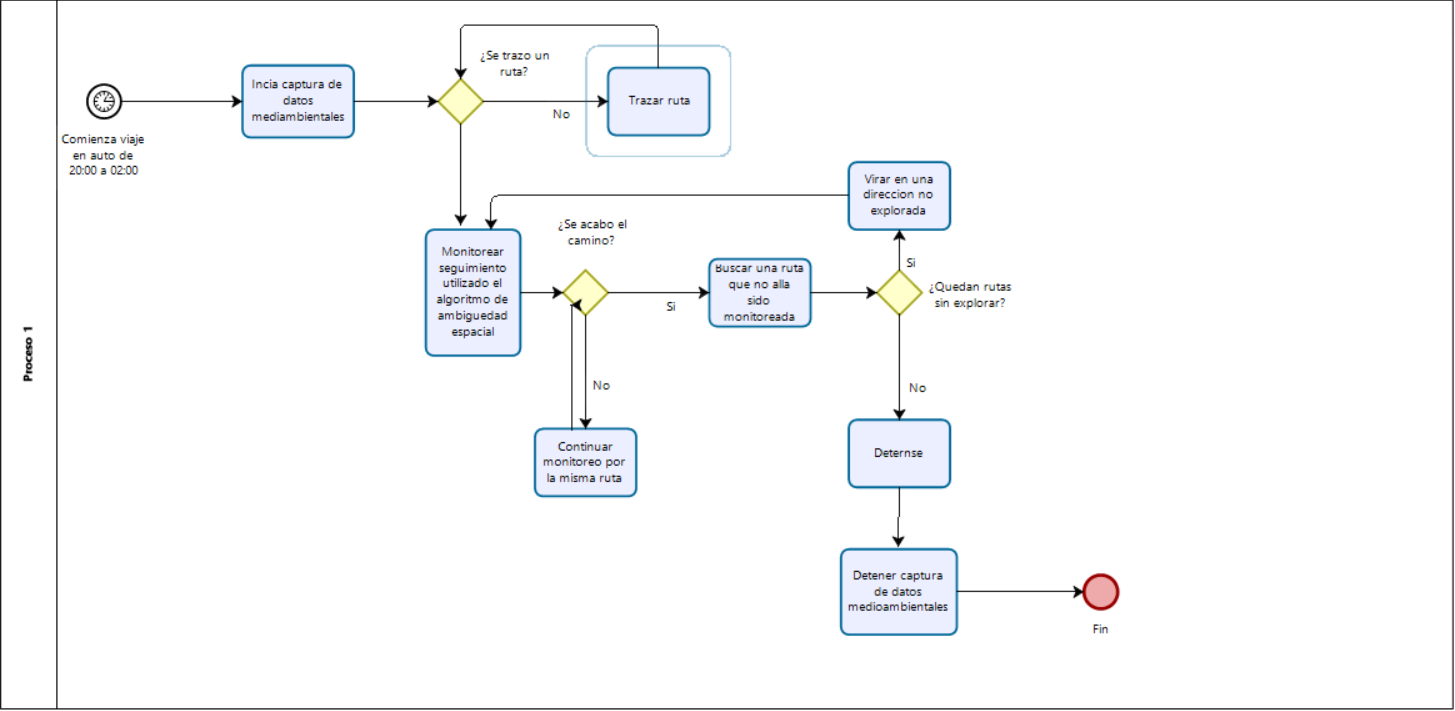 Proceso 1
Comienza viaje
en auto de
20:00 a 02:00
Incia captura de
datos
mediambientales
¿Se trazo un
ruta?
No
Trazar ruta
Monitorear
seguimiento
utilizado el
algoritmo de
ambiguedad
espacial
¿Se acabo el
camino?
Si
No
Continuar
monitoreo por
la misma ruta
Buscar una ruta
que no alla
sido
monitoreada
Virar en una
direccion no
explorada
Si
¿Quedan rutas
sin explorar?
No
Deternse
Detener captura
de datos
medioambientales
Fin